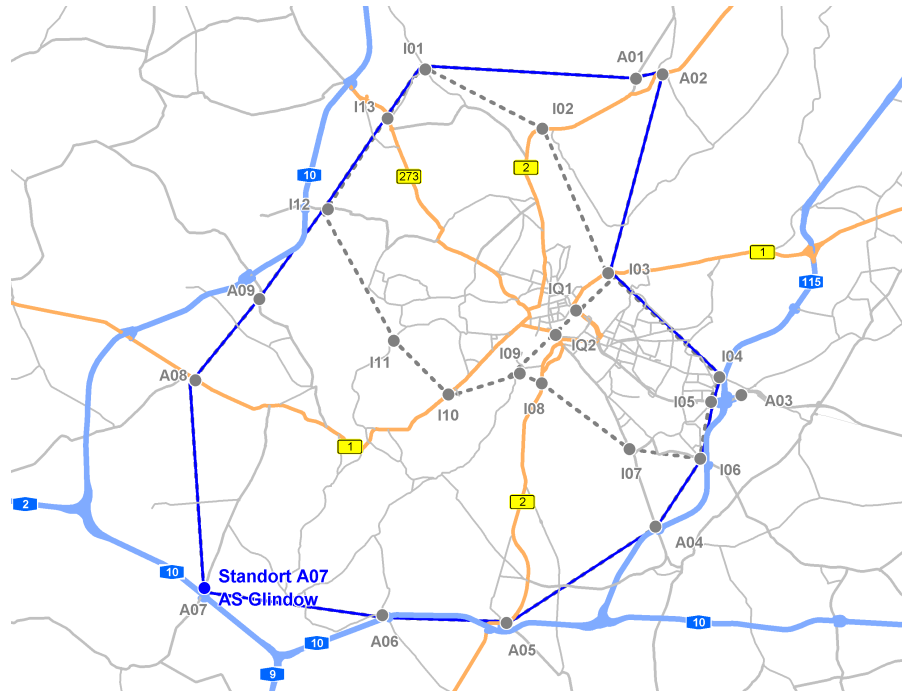 I01
A01
A02
I13
I02
273
2
10
I12
1
I03
115
A09
IQ1
IQ2
I04
I09
A08
I11
I05
A03
I10
I08
1
I07
I06
2
2
A04
10
Standort A07
AS Glindow
A07
A06
10
A05
10
9